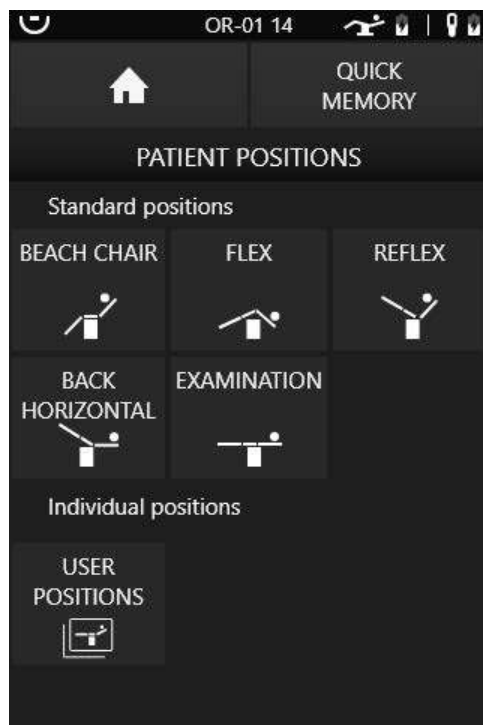 OR-01 14
QUICK
MEMORY
PATIENT POSITIONS
Standard positions
BEACH CHAIR
FLEX
REFLEX
BACK
HORIZONTAL
EXAMINATION
Individual positions
USER
POSITIONS